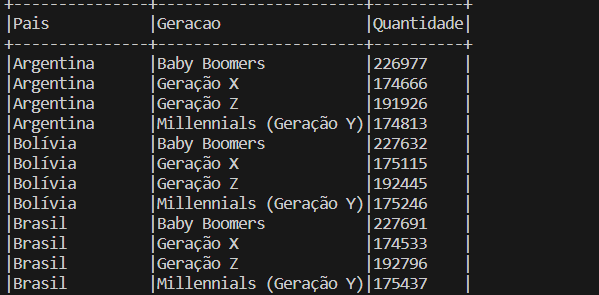 +---------------+-----------------------+----------+
|Pais           |Geracao                |Quantidade|
+---------------+-----------------------+----------+
|Argentina      |Baby Boomers           |226977    |
|Argentina      |Geração X              |174666    |
|Argentina      |Geração Z              |191926    |
|Argentina      |Millennials (Geração Y)|174813    |
|Bolívia        |Baby Boomers           |227632    |
|Bolívia        |Geração X              |175115    |
|Bolívia        |Geração Z              |192445    |
|Bolívia        |Millennials (Geração Y)|175246    |
|Brasil         |Baby Boomers           |227691    |
|Brasil         |Geração X              |174533    |
|Brasil         |Geração Z              |192796    |
|Brasil         |Millennials (Geração Y)|175437    |